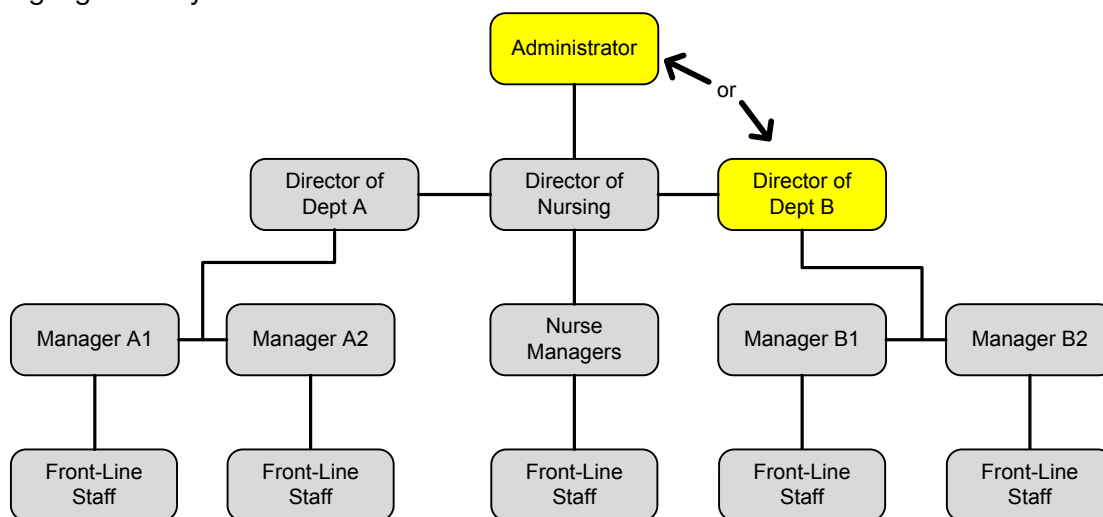 Administrator
or
Director of
Dept A
Director of
Nursing
Director of
Dept B
Manager A1
Manager A2
Nurse
Managers
Manager B1
Manager B2
Front-Line
Staff
Front-Line
Staff
Front-Line
Staff
Front-Line
Staff
Front-Line
Staff